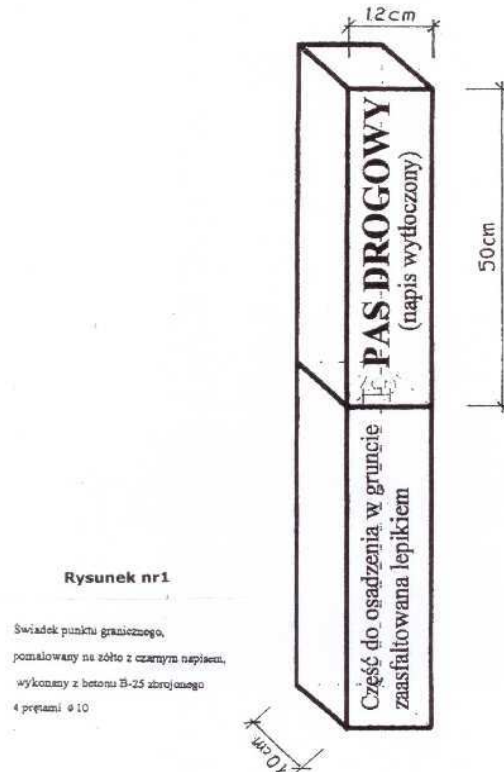 12cm
PAS DROGOWY
(napis wytłoczony)
50cm
Część do osadzenia w gruncie
zaasfaltowana lepikiem
10cm
Rysunek nr1
Świadek punktu granicznego,
pomalowany na żółto z czarnym napisem,
wykonany z betonu B-25 zbrojonego
4 prętami ø 10